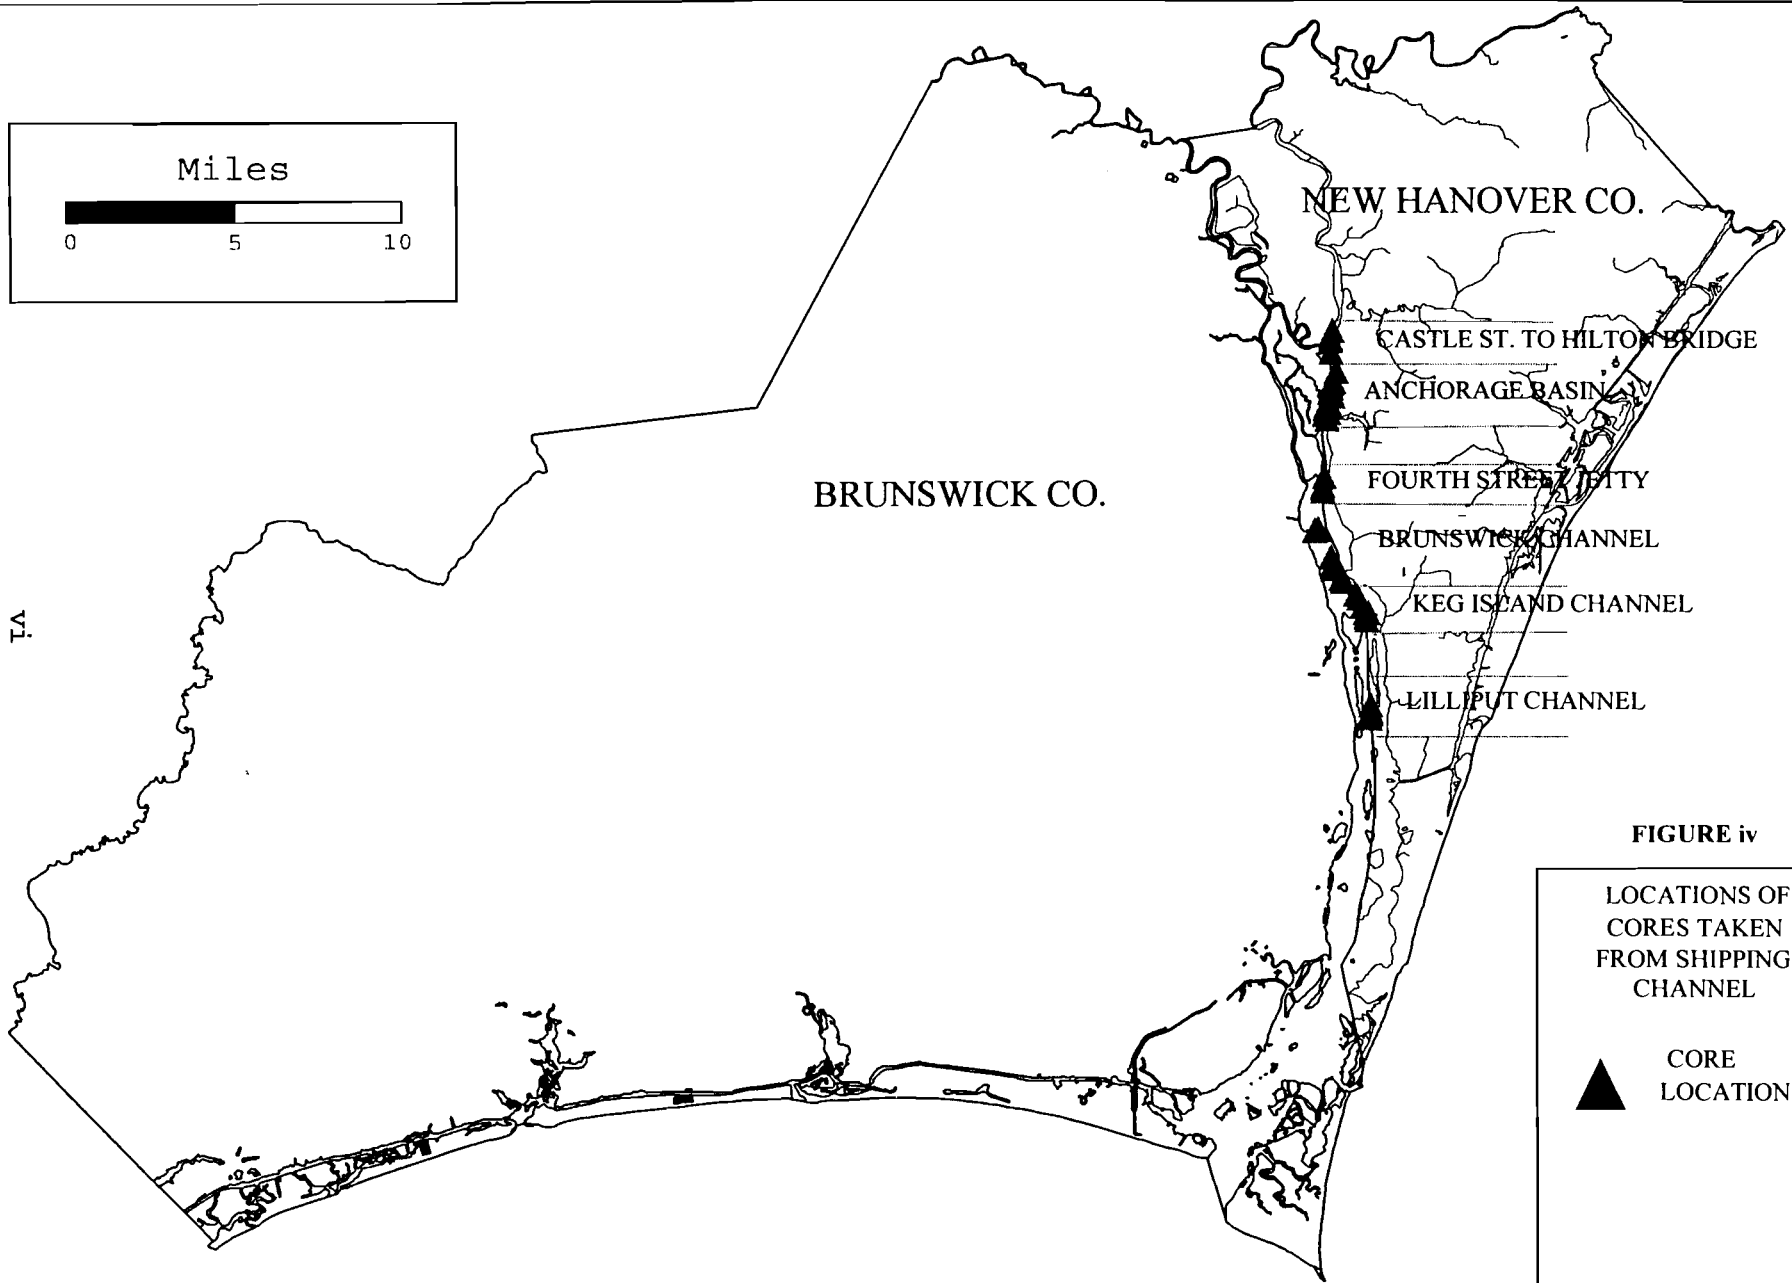 Miles
0 5 10
NEW HANOVER CO.
CASTLE ST. TO HILTON BRIDGE
ANCHORAGE BASIN
FOURTH STREET JETTY
BRUNSWICK CO.
BRUNSWICK CHANNEL
KEG ISLAND CHANNEL
LILLIPUT CHANNEL
vi
FIGURE iv
LOCATIONS OF
CORES TAKEN
FROM SHIPPING
CHANNEL
CORE
LOCATION